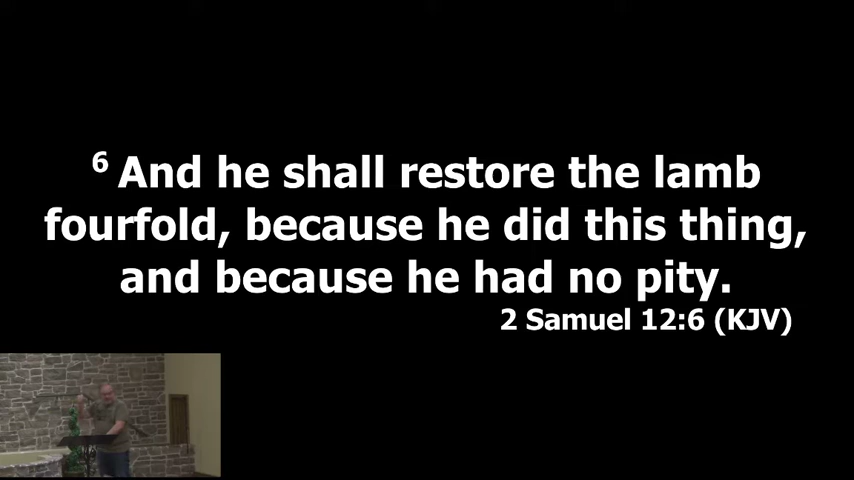 6 And he shall restore the lamb
fourfold, because he did this thing,
and because he had no pity.
2 Samuel 12:6 (KJV)